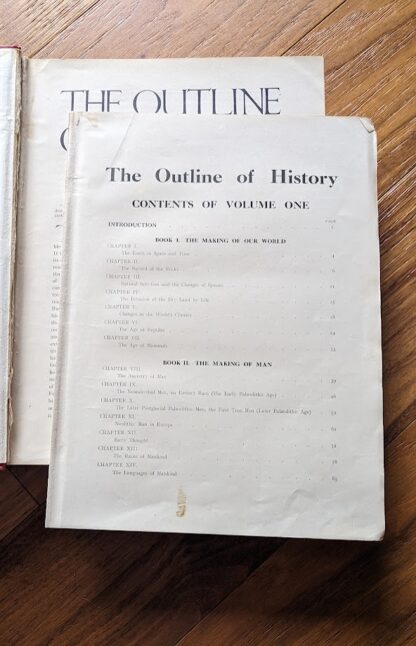 THE OUTLINE
The Outline of History
CONTENTS OF VOLUME ONE
PAGE
INTRODUCTION
BOOK I. THE MAKING OF OUR WORLD
CHAPTER I.
The Earth in Space and Time
CHAPTER II.
The Record of the Rocks
CHAPTER III.
Natural Selection and the Changes of Species
CHAPTER IV.
The Invasion of the Dry Land by Life
CHAPTER V.
Changes in the World's Climate
CHAPTER VI.
The Age of Reptiles
CHAPTER VII.
The Age of Mammals
BOOK II. THE MAKING OF MAN
CHAPTER VIII.
The Ancestry of Man
CHAPTER IX.
The Neanderthal Men, an Extinct Race (The Early Palæolithic Age)
CHAPTER X.
The Later Postglacial Palæolithic Men, the First True Men (Later Palæolithic Age)
CHAPTER XI.
Neolithic Man in Europe
CHAPTER XII.
Early Thought
CHAPTER XIII.
The Races of Mankind
CHAPTER XIV.
The Languages of Mankind